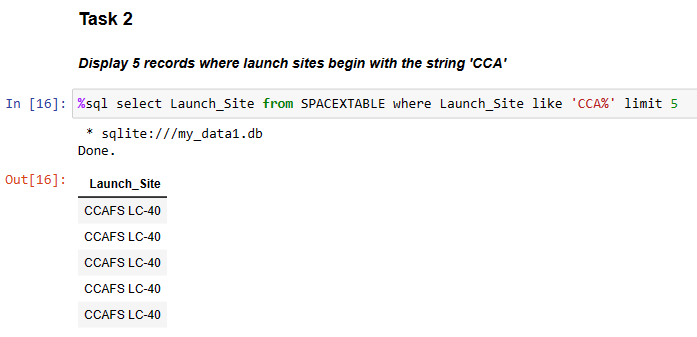 Task 2
Display 5 records where launch sites begin with the string 'CCA'
In [16]: %sql select Launch_Site from SPACEXTABLE where Launch_Site like 'CCA%' limit 5
* sqlite:///my_data1.db
Done.
Out[16]:
Launch_Site
CCAFS LC-40
CCAFS LC-40
CCAFS LC-40
CCAFS LC-40
CCAFS LC-40